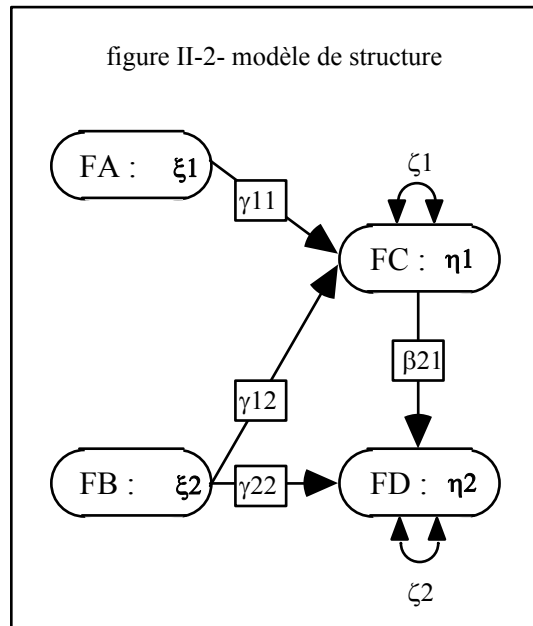 figure II-2- modèle de structure
FA : ξ1
ζ1
γ11
FC : η1
β21
γ12
FB : ξ2
γ22
FD : η2
ζ2